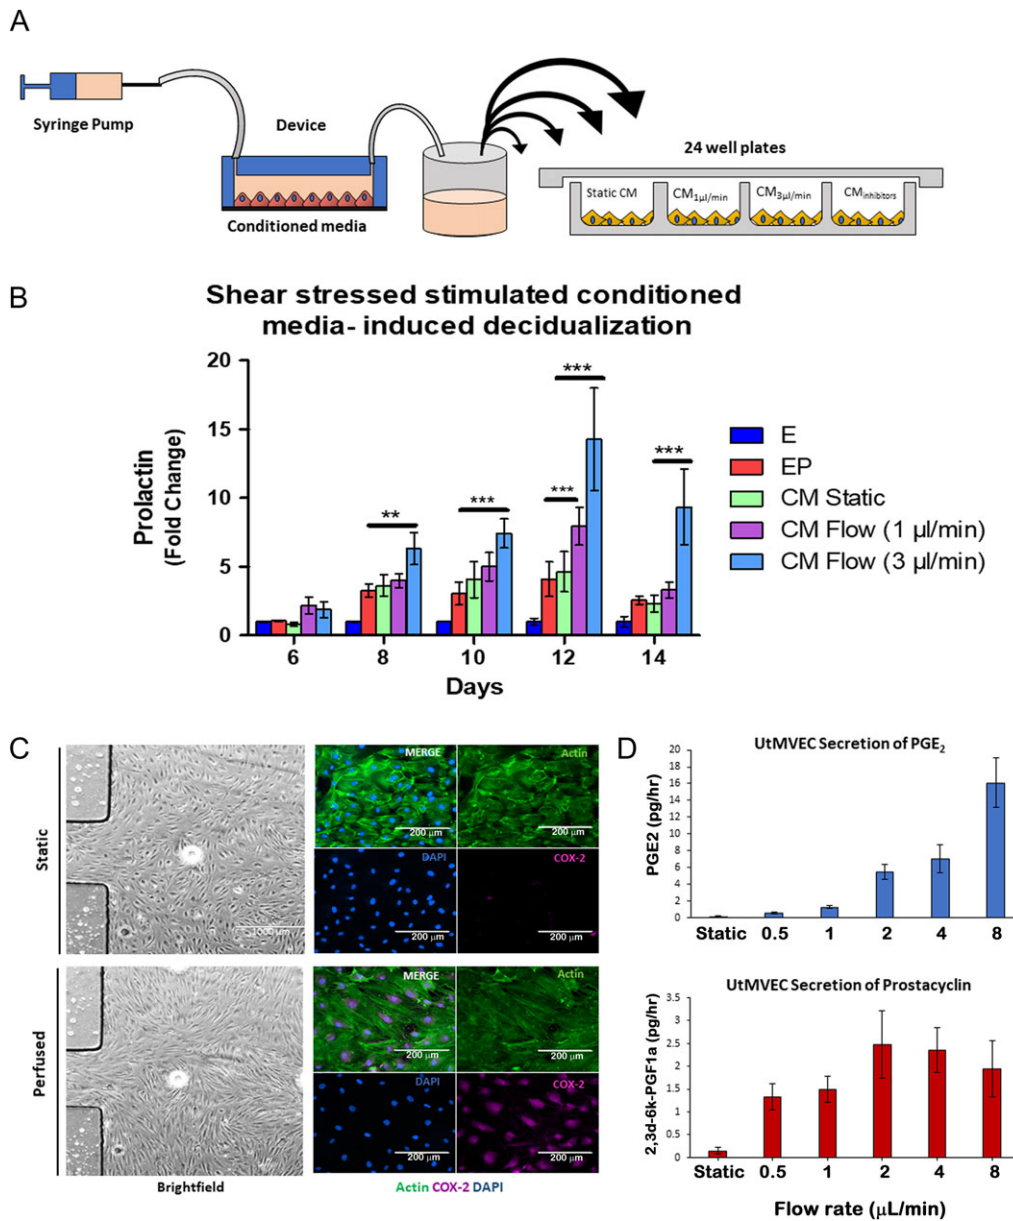 A
Syringe Pump
Device
Conditioned media
24 well plates
Static CM
CM1µl/min
CM3µl/min
CMinhibitors
B
Shear stressed stimulated conditioned
media- induced decidualization
Prolactin
(Fold Change)
20
15
10
5
0
**
***
***
***
***
6
8
10
12
14
Days
E
EP
CM Static
CM Flow (1 µl/min)
CM Flow (3 µl/min)
C
Static
1000 µm
MERGE
200 µm
Actin
200 µm
DAPI
200 µm
COX-2
200 µm
Perfused
MERGE
200 µm
Actin
200 µm
DAPI
200 µm
COX-2
200 µm
Brightfield
Actin COX-2 DAPI
D
UtMVEC Secretion of PGE2
PGE2 (pg/hr)
20
18
16
14
12
10
8
6
4
2
0
Static 0.5 1 2 4 8
UtMVEC Secretion of Prostacyclin
2,3d-6k-PGF1a (pg/hr)
3.5
3
2.5
2
1.5
1
0.5
0
Static 0.5 1 2 4 8
Flow rate (µL/min)